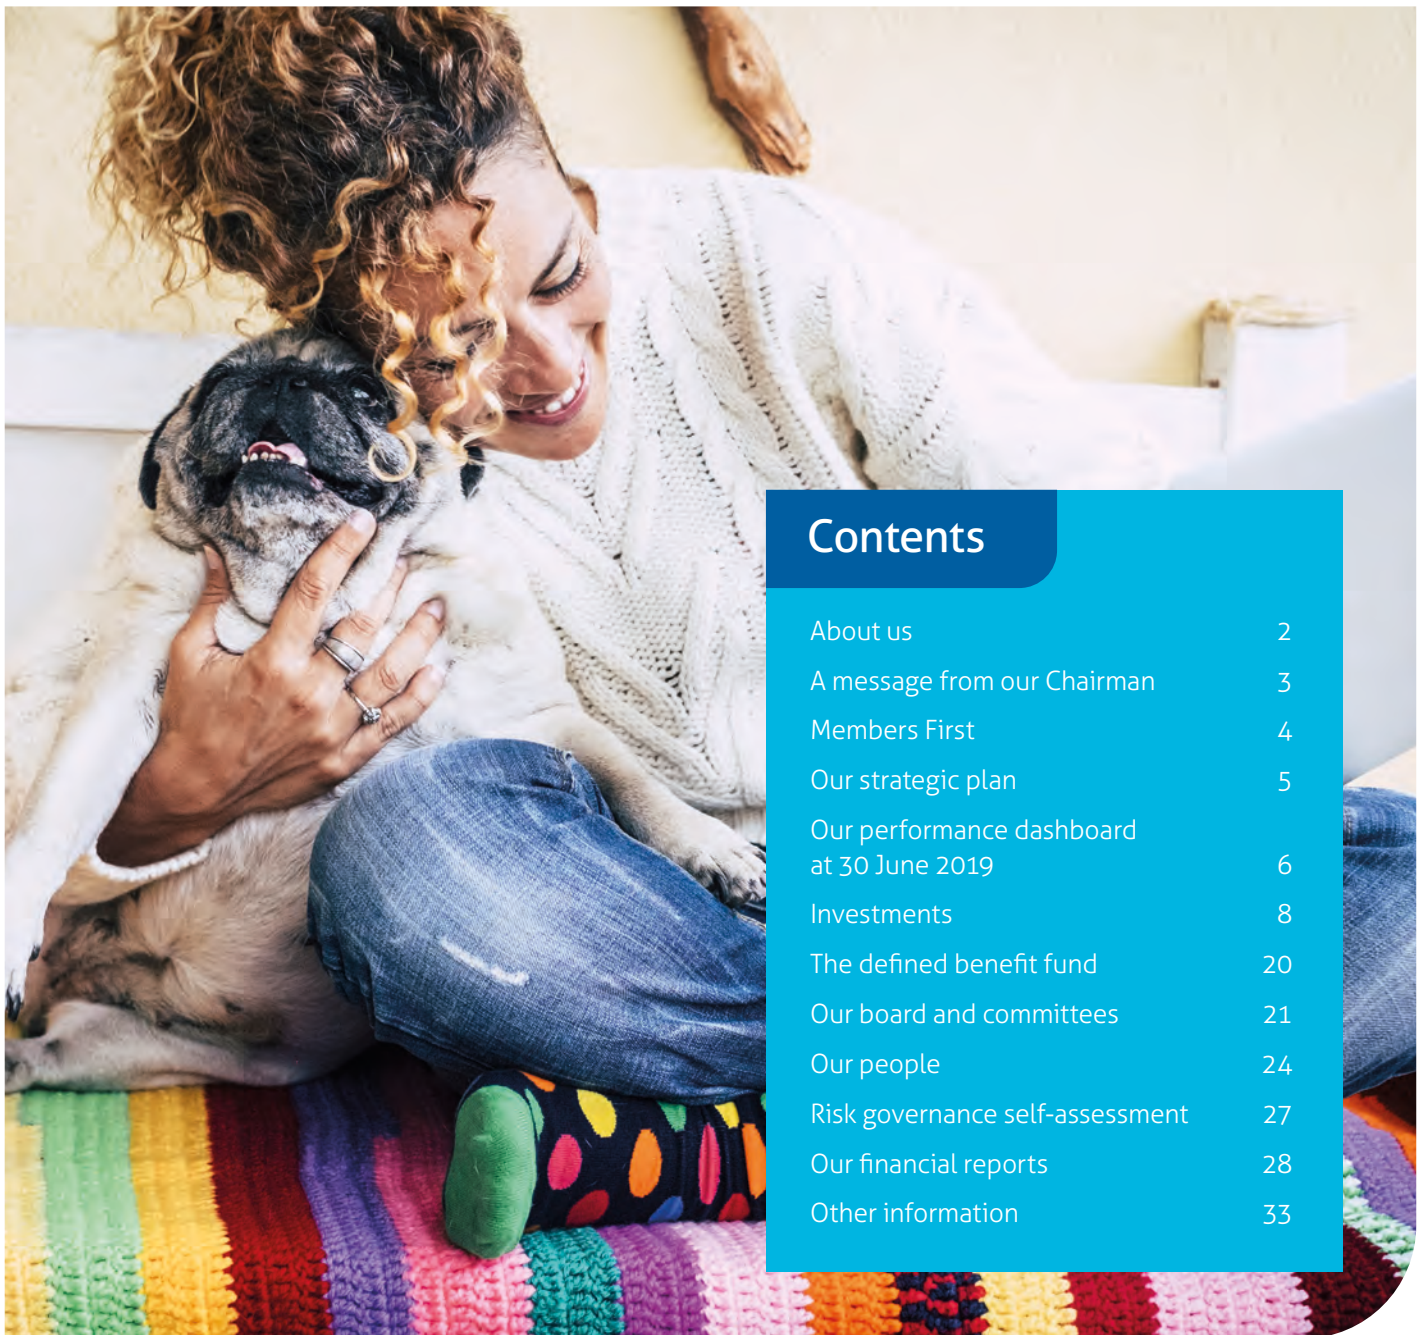 Contents
About us 2
A message from our Chairman 3
Members First 4
Our strategic plan 5
Our performance dashboard
at 30 June 2019 6
Investments 8
The defined benefit fund 20
Our board and committees 21
Our people 24
Risk governance self-assessment 27
Our financial reports 28
Other information 33